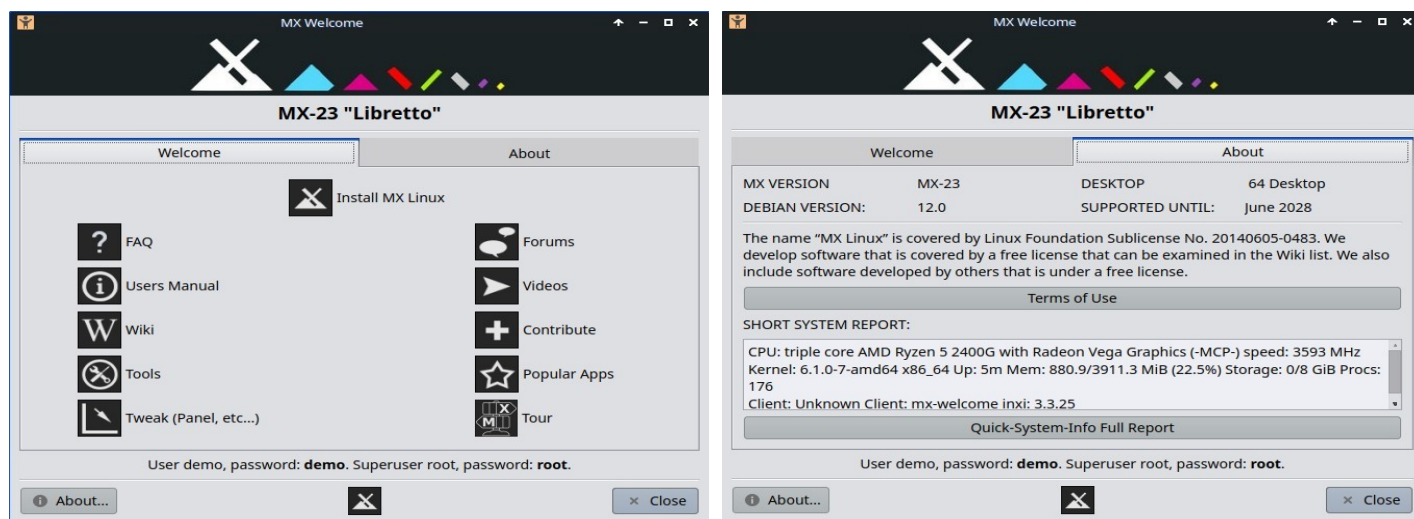 MX Welcome
MX-23 "Libretto"
Welcome About
Install MX Linux
? FAQ Forums
Users Manual Videos
W Wiki Contribute
Tools Popular Apps
Tweak (Panel, etc...) M X Tour
User demo, password: demo. Superuser root, password: root.
About... Close
MX Welcome
MX-23 "Libretto"
Welcome About
MX VERSION MX-23 DESKTOP 64 Desktop
DEBIAN VERSION: 12.0 SUPPORTED UNTIL: June 2028
The name “MX Linux” is covered by Linux Foundation Sublicense No. 20140605-0483. We
develop software that is covered by a free license that can be examined in the Wiki list. We also
include software developed by others that is under a free license.
Terms of Use
SHORT SYSTEM REPORT:
CPU: triple core AMD Ryzen 5 2400G with Radeon Vega Graphics (-MCP-) speed: 3593 MHz
Kernel: 6.1.0-7-amd64 x86_64 Up: 5m Mem: 880.9/3911.3 MiB (22.5%) Storage: 0/8 GiB Procs:
176
Client: Unknown Client: mx-welcome inxi: 3.3.25
Quick-System-Info Full Report
User demo, password: demo. Superuser root, password: root.
About... Close